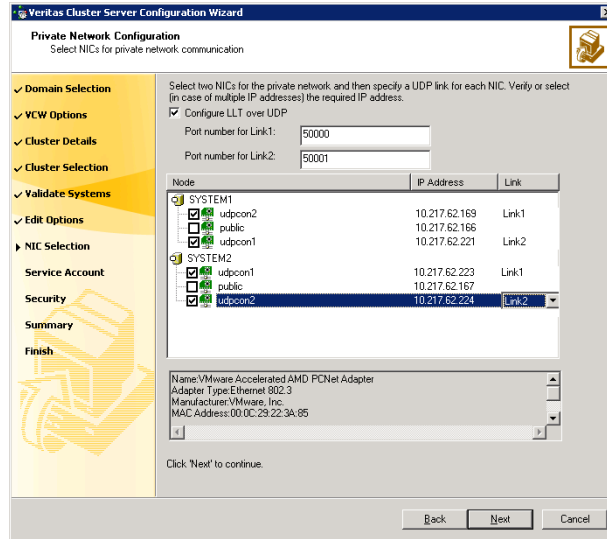 Veritas Cluster Server Configuration Wizard
Private Network Configuration
Select NICs for private network communication
Domain Selection
VCW Options
Cluster Details
Cluster Selection
Validate Systems
Edit Options
NIC Selection
Service Account
Security
Summary
Finish
Select two NICs for the private network and then specify a UDP link for each NIC. Verify or select
(in case of multiple IP addresses) the required IP address.
Configure LLT over UDP
Port number for Link1: 50000
Port number for Link2: 50001
Node IP Address Link
SYSTEM1
udpcon2 10.217.62.169 Link1
public 10.217.62.166
udpcon1 10.217.62.221 Link2
SYSTEM2
udpcon1 10.217.62.223 Link1
public 10.217.62.167
udpcon2 10.217.62.224 Link2
Name:VMware Accelerated AMD PCNet Adapter
Adapter Type:Ethernet 802.3
Manufacturer:VMware, Inc.
MAC Address:00:0C:29:22:3A:85
Click 'Next' to continue.
Back Next Cancel